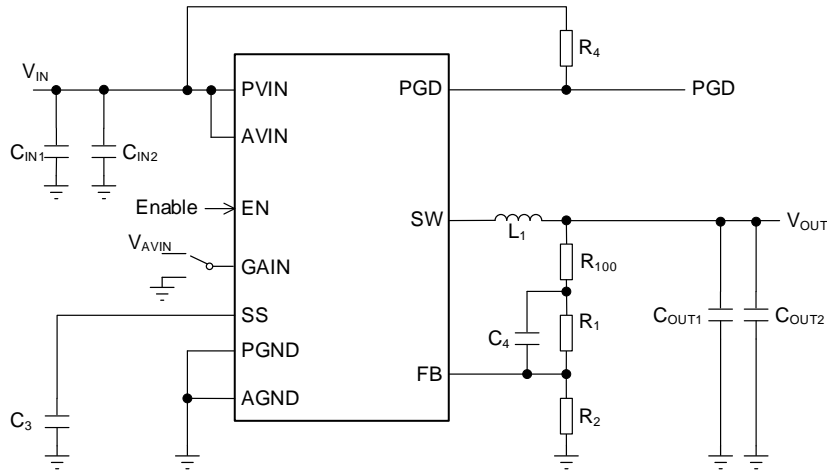 R4
VIN
PVIN
PGD
PGD
AVIN
CIN1
CIN2
Enable
EN
SW
L1
VOUT
VAVIN
GAIN
R100
SS
C4
R1
COUT1
COUT2
PGND
FB
AGND
C3
R2